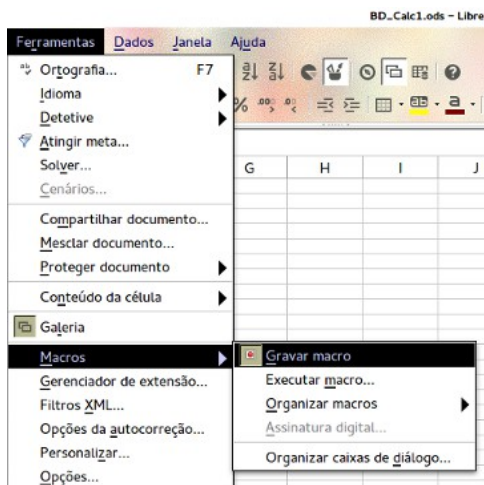 BD_Calc1.ods - Libre
Ferramentas Dados Janela Ajuda
Ortografia... F7
Idioma
Detetive
Atingir meta...
Solver...
Cenários...
Compartilhar documento...
Mesclar documento...
Proteger documento
Conteúdo da célula
Galeria
Macros
Gerenciador de extensão...
Filtros XML...
Opções da autocorreção...
Personalizar...
Opções...
G H I J
Gravar macro
Executar macro...
Organizar macros
Assinatura digital...
Organizar caixas de diálogo...